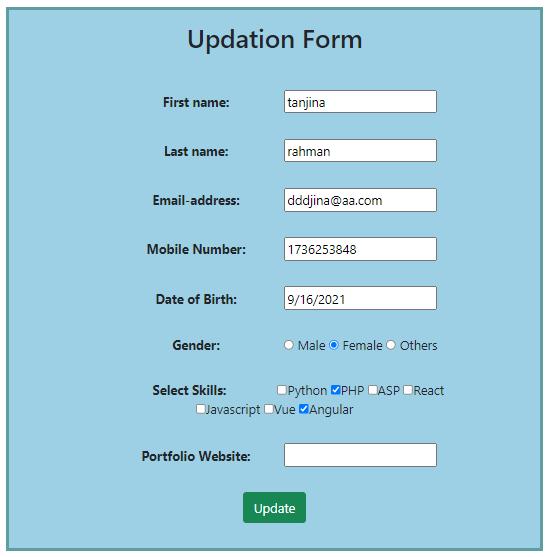 Updation Form
First name: tanjina
Last name: rahman
Email-address: dddjina@aa.com
Mobile Number: 1736253848
Date of Birth: 9/16/2021
Gender: Male Female Others
Select Skills: Python PHP ASP React
Javascript Vue Angular
Portfolio Website:
Update